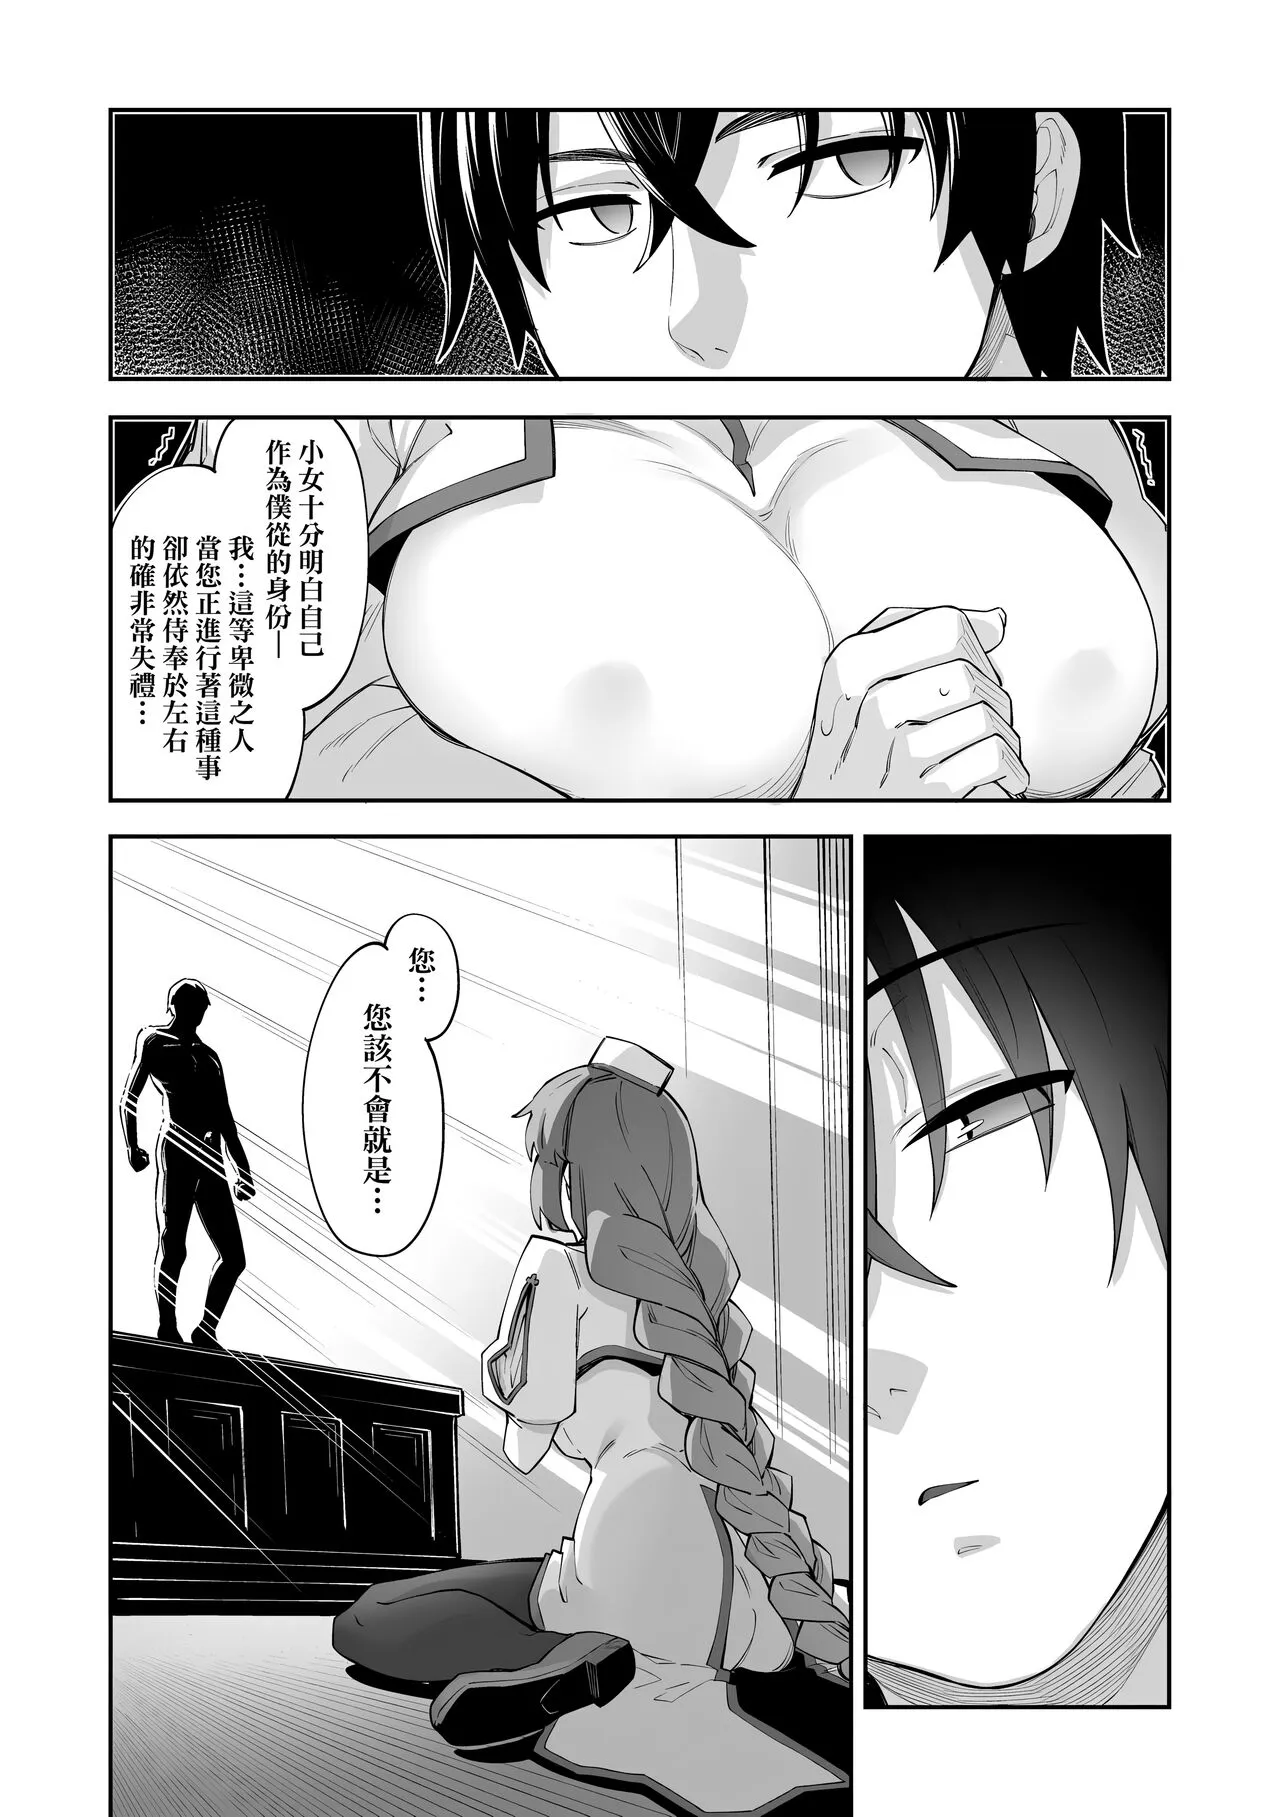 小女十分明白自己
作為僕從的身份—
我…這等卑微之人
當您正進行著這種事
卻依然侍奉於左右
的確非常失禮…
您…
您該不會就是…